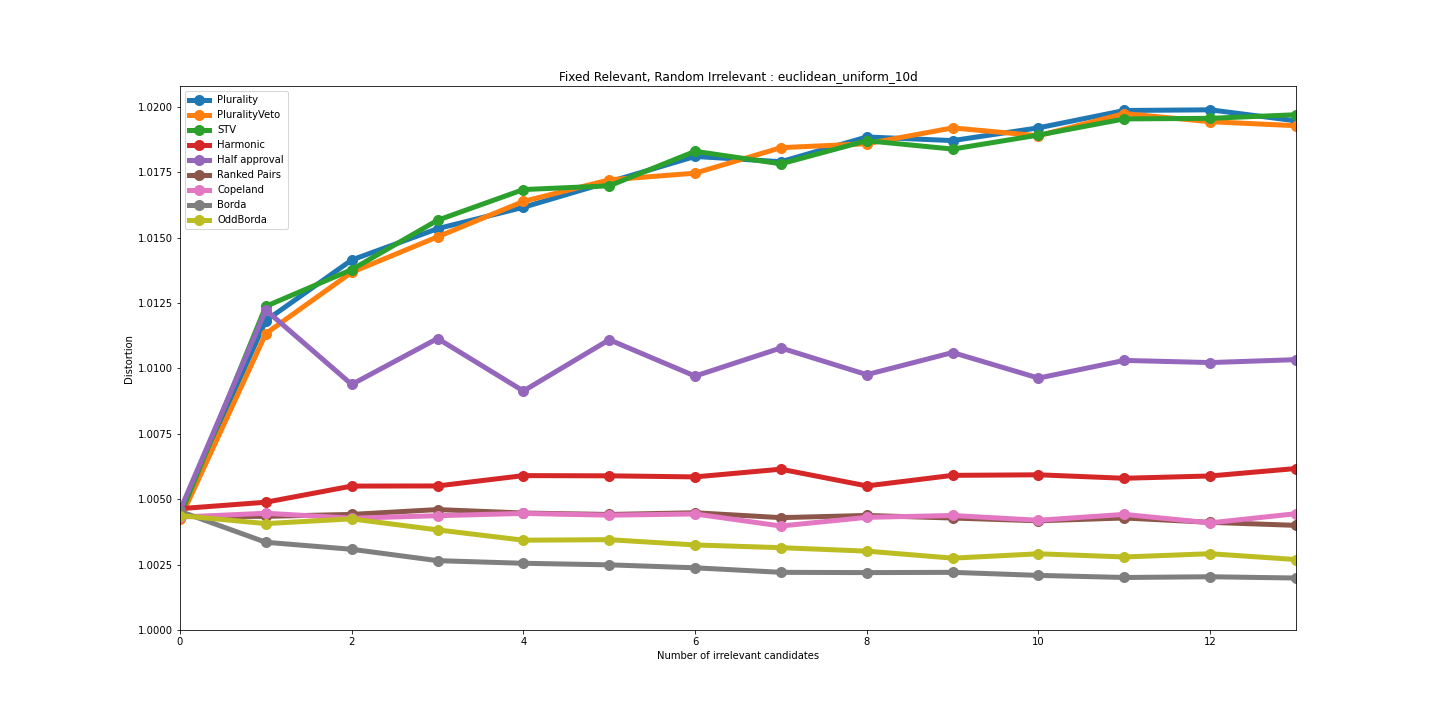 Fixed Relevant, Random Irrelevant : euclidean_uniform_10d
Plurality
PluralityVeto
STV
Harmonic
Half approval
Ranked Pairs
Copeland
Borda
OddBorda
1.0200
1.0175
1.0150
1.0125
1.0100
1.0075
1.0050
1.0025
1.0000
Distortion
0 2 4 6 8 10 12
Number of irrelevant candidates